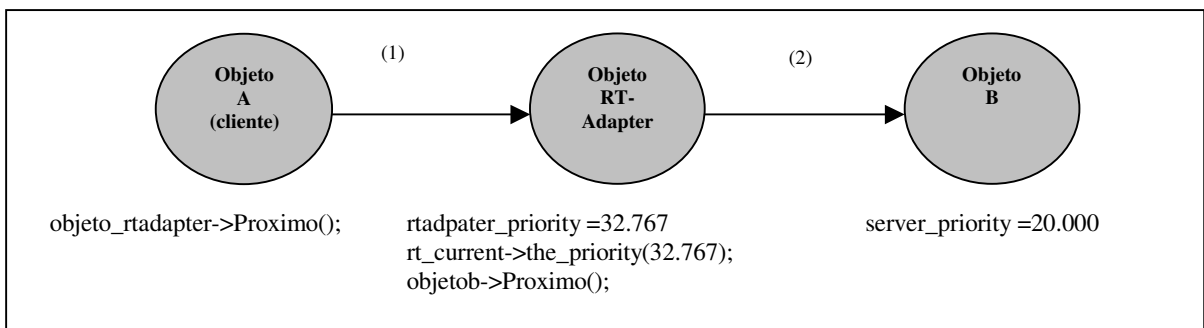 (1)
(2)
Objeto
A
(cliente)
Objeto
RT-
Adapter
Objeto
B
objeto_rtadapter->Proximo();
rtadpater_priority =32.767
rt_current->the_priority(32.767);
objetob->Proximo();
server_priority =20.000